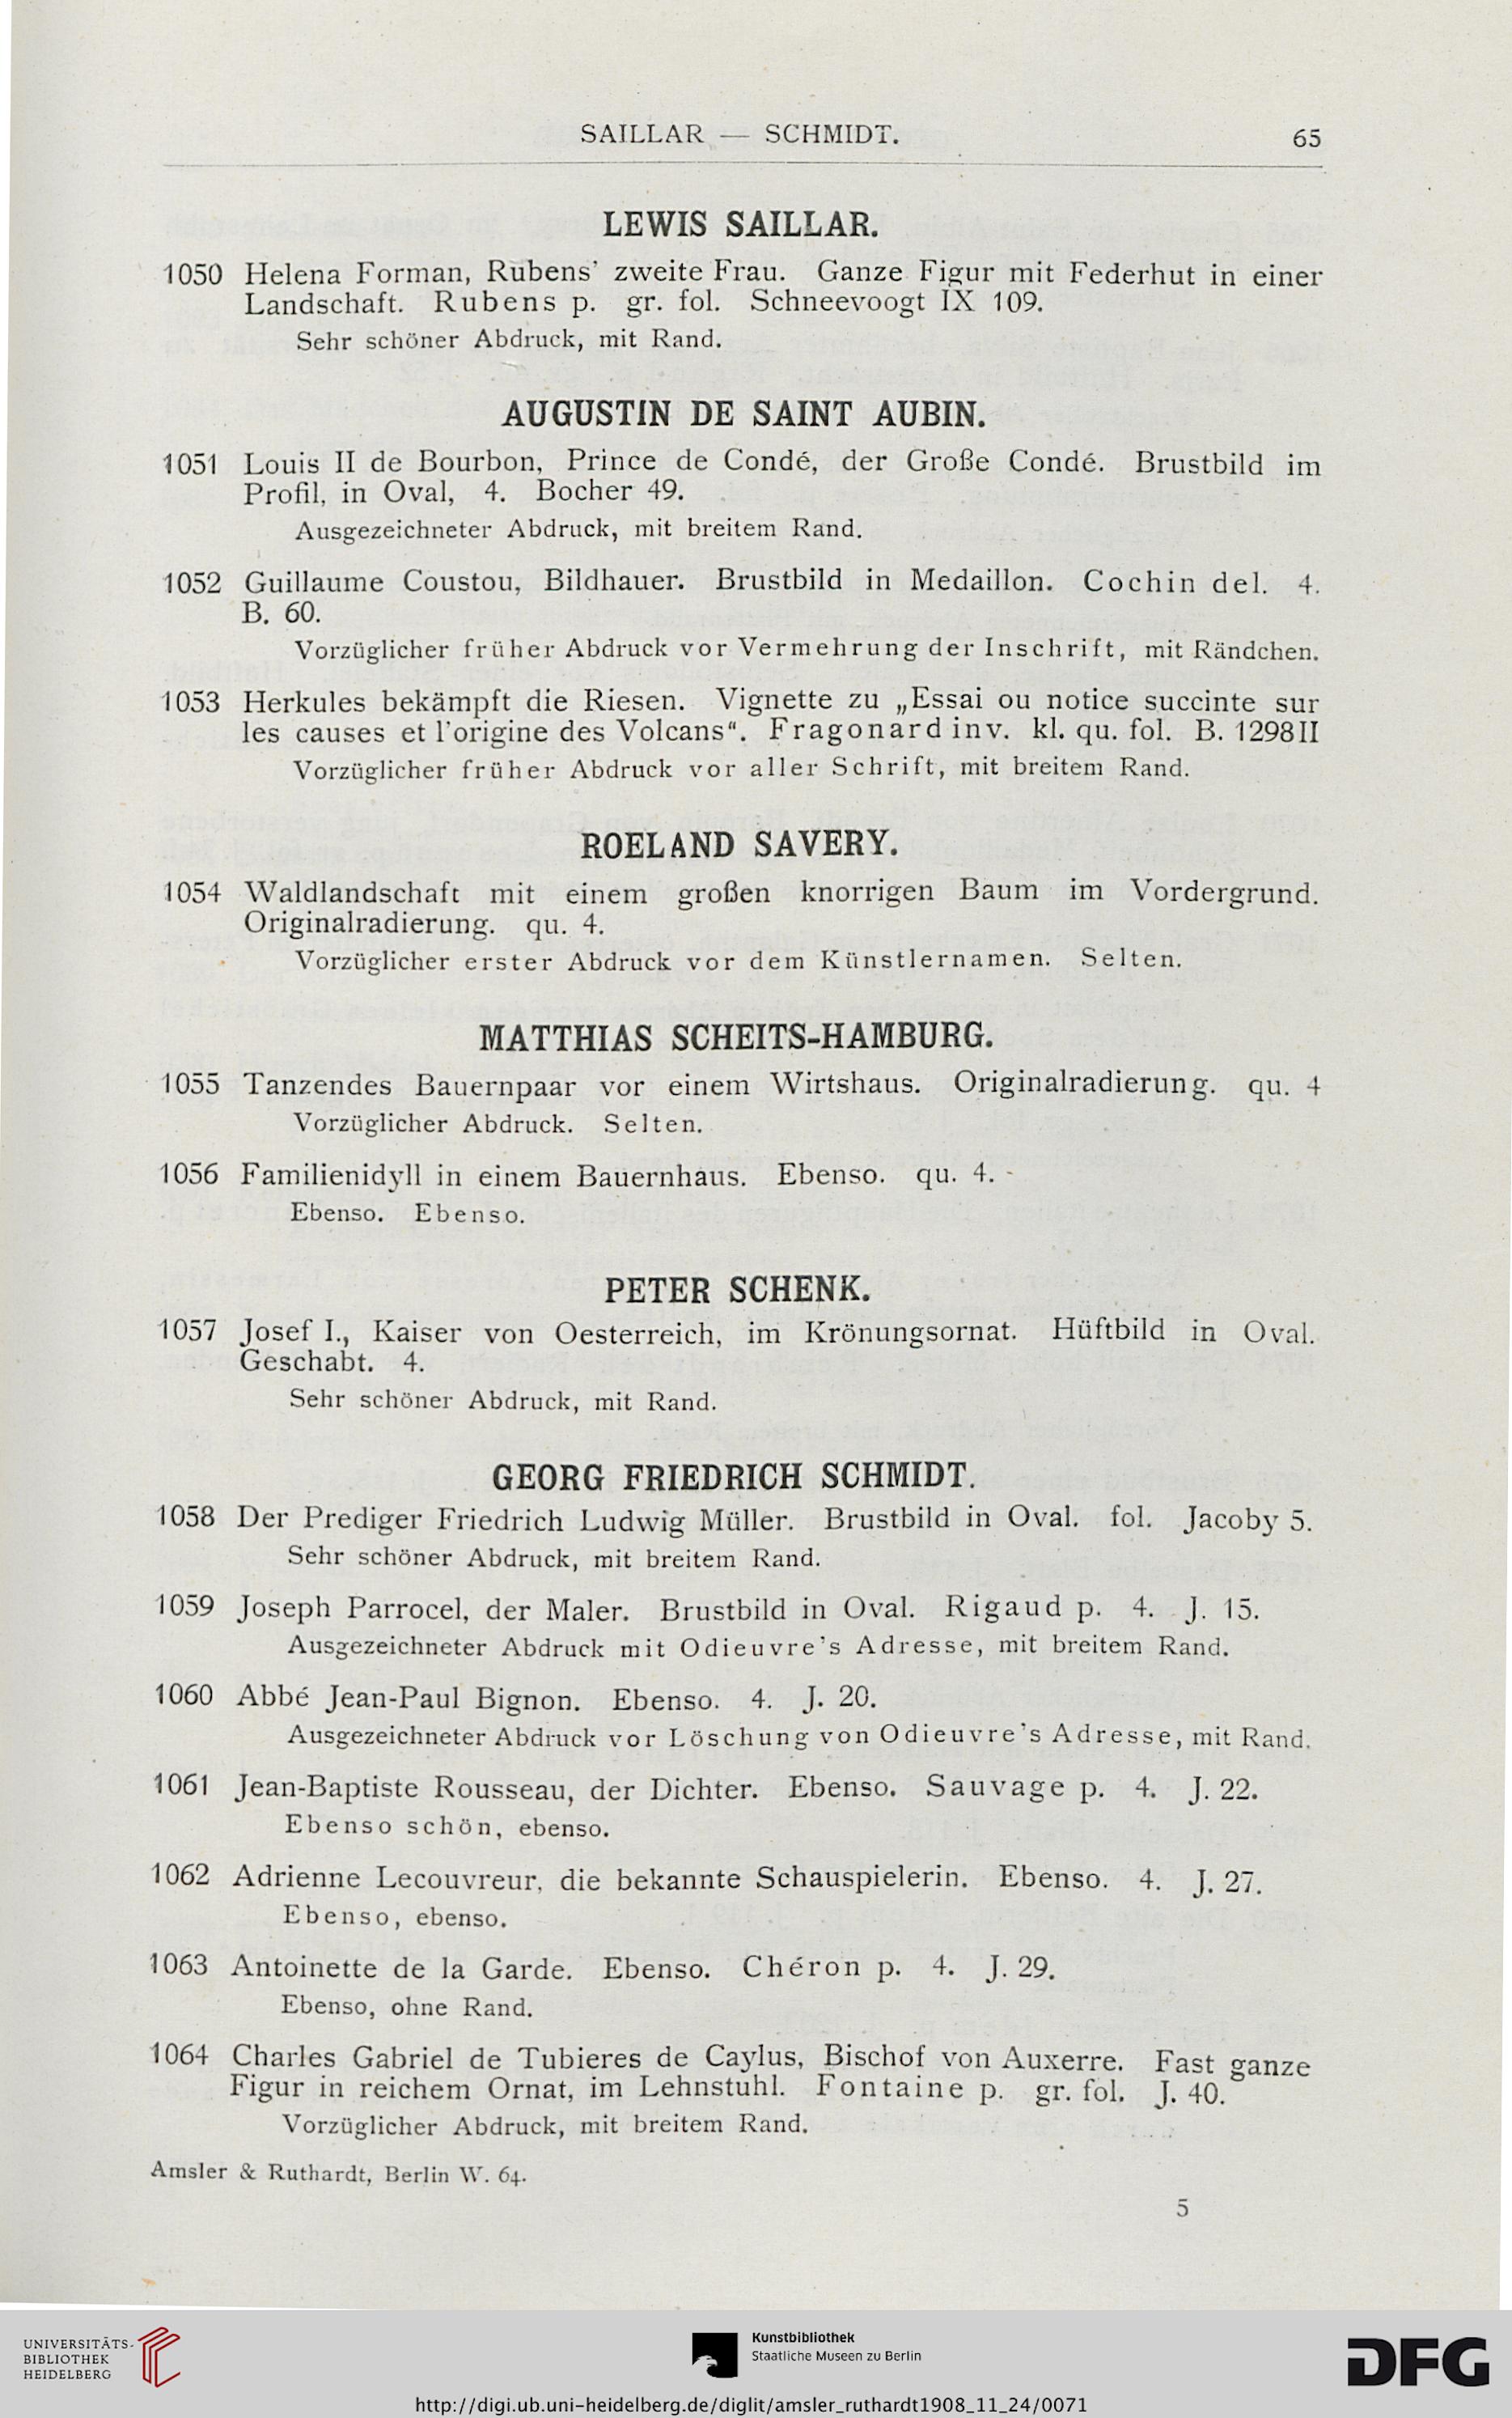 SAILLAR — SCHMIDT.
65
LEWIS SAILLAR.
1050 Helena Forman, Rubens' zweite Frau. Ganze Figur mit Federhut in einer
Landschaft. Rubens p. gr. fol. Schneevoogt IX 109.
Sehr schöner Abdruck, mit Rand.
AUGUSTIN DE SAINT AUBIN.
1051 Louis II de Bourbon, Prince de Condé, der Große Condé. Brustbild im
Profil, in Oval, 4. Bocher 49.
Ausgezeichneter Abdruck, mit breitem Rand.
1052 Guillaume Coustou, Bildhauer. Brustbild in Medaillon. Cochin del. 4.
B. 60.
Vorzüglicher früher Abdruck vor Vermehrung der Inschrift, mit Rändchen.
1053 Herkules bekämpft die Riesen. Vignette zu „Essai ou notice succinte sur
les causes et l'origine des Volcans“. Fragonard inv. kl. qu. fol. B. 1298 II
Vorzüglicher früher Abdruck vor aller Schrift, mit breitem Rand.
ROELAND SAVERY.
1054 Waldlandschaft mit einem großen knorrigen Baum im Vordergrund.
Originalradierung. qu. 4.
Vorzüglicher erster Abdruck vor dem Künstlernamen. Selten.
MATTHIAS SCHEITS-HAMBURG.
1055 Tanzendes Bauernpaar vor einem Wirtshaus. Originalradierung. qu. 4
Vorzüglicher Abdruck. Selten.
1056 Familienidyll in einem Bauernhaus. Ebenso. qu. 4.
Ebenso. Ebenso.
PETER SCHENK.
1057 Josef I., Kaiser von Oesterreich, im Krönungsornat. Hüftbild in Oval.
Geschabt. 4.
Sehr schöner Abdruck, mit Rand.
GEORG FRIEDRICH SCHMIDT.
1058 Der Prediger Friedrich Ludwig Müller. Brustbild in Oval. fol. Jacoby 5.
Sehr schöner Abdruck, mit breitem Rand.
1059 Joseph Parrocel, der Maler. Brustbild in Oval. Rigaud p. 4. J. 15.
Ausgezeichneter Abdruck mit Odieuvre's Adresse, mit breitem Rand.
1060 Abbé Jean-Paul Bignon. Ebenso. 4. J. 20.
Ausgezeichneter Abdruck vor Löschung von Odieuvre's Adresse, mit Rand.
1061 Jean-Baptiste Rousseau, der Dichter. Ebenso. Sauvage p. 4. J. 22.
Ebenso schön, ebenso.
1062 Adrienne Lecouvreur, die bekannte Schauspielerin. Ebenso. 4. J. 27.
Ebenso, ebenso.
1063 Antoinette de la Garde. Ebenso. Chéron p. 4. J. 29.
Ebenso, ohne Rand.
1064 Charles Gabriel de Tubieres de Caylus, Bischof von Auxerre. Fast ganze
Figur in reichem Ornat, im Lehnstuhl. Fontaine p. gr. fol. J. 40.
Vorzüglicher Abdruck, mit breitem Rand.
Amsler & Ruthardt, Berlin W. 64.
5
UNIVERSITÄTS-
BIBLIOTHEK
HEIDELBERG
Kunstbibliothek
Staatliche Museen zu Berlin
DFG
http://digi.ub.uni-heidelberg.de/diglit/amsler_ruthardt1908_11_24/0071